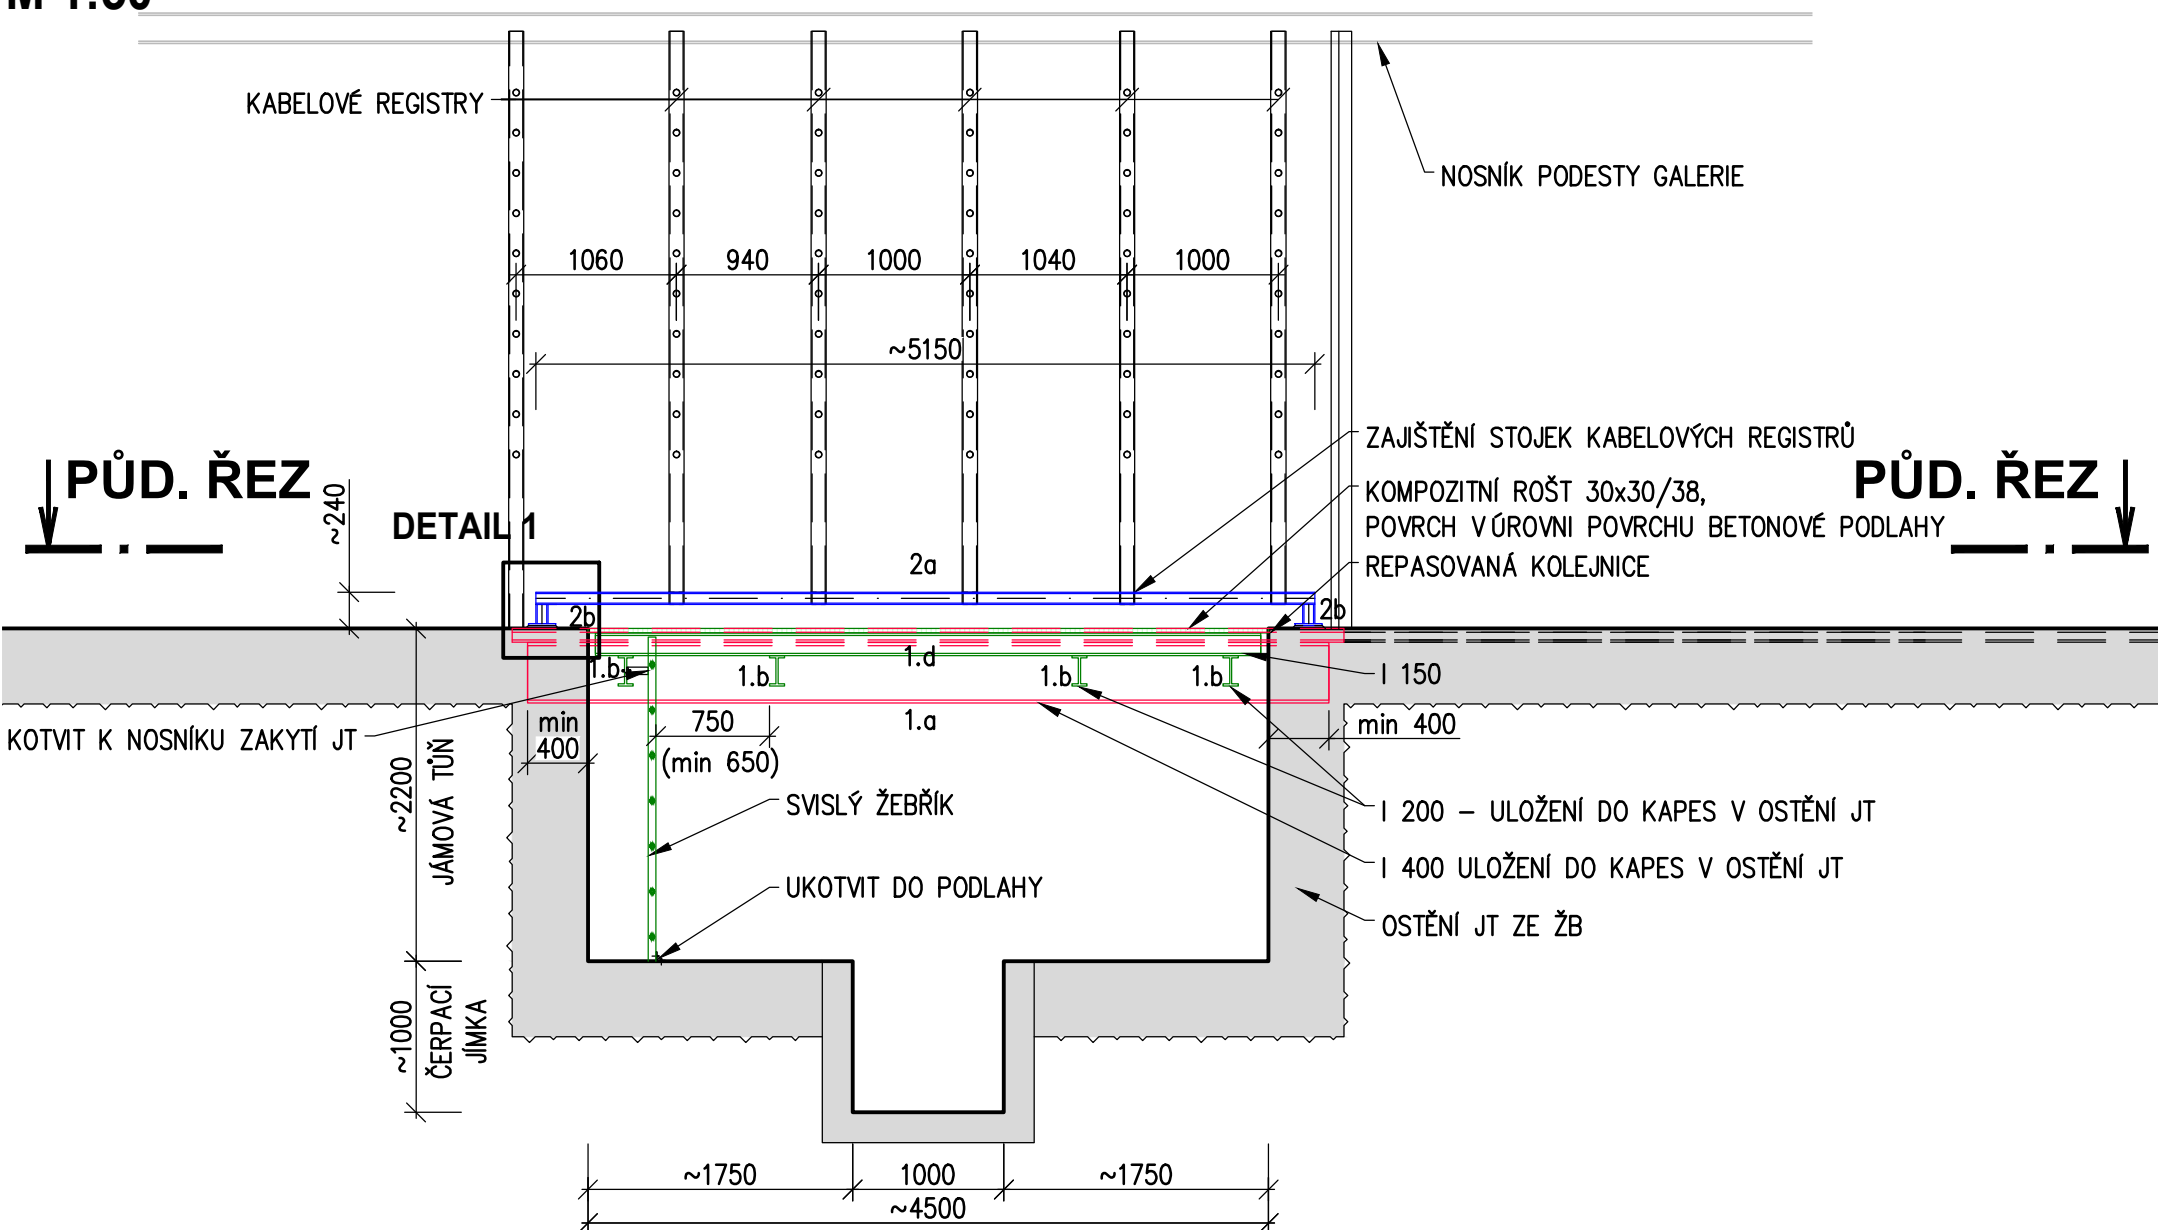 KABELOVÉ REGISTRY
NOSNÍK PODESTY GALERIE
1060 940 1000 1040 1000
~5150
ZAJIŠTĚNÍ STOJEK KABELOVÝCH REGISTRŮ
KOMPOZITNÍ ROŠT 30x30/38,
POVRCH V ÚROVNI POVRCHU BETONOVÉ PODLAHY
REPASOVANÁ KOLEJNICE
PŮD. ŘEZ
PŮD. ŘEZ
~240
DETAIL 1
2a
2b
2b
1.d
1.b
1.b
1.b
1.b
I 150
1.a
KOTVIT K NOSNÍKU ZAKYTÍ JT
min
400
750
(min 650)
min 400
~2200
JÁMOVÁ TŮŇ
SVISLÝ ŽEBŘÍK
I 200 – ULOŽENÍ DO KAPES V OSTĚNÍ JT
I 400 ULOŽENÍ DO KAPES V OSTĚNÍ JT
UKOTVIT DO PODLAHY
OSTĚNÍ JT ZE ŽB
~1000
ČERPACÍ
JÍMKA
~1750 1000 ~1750
~4500